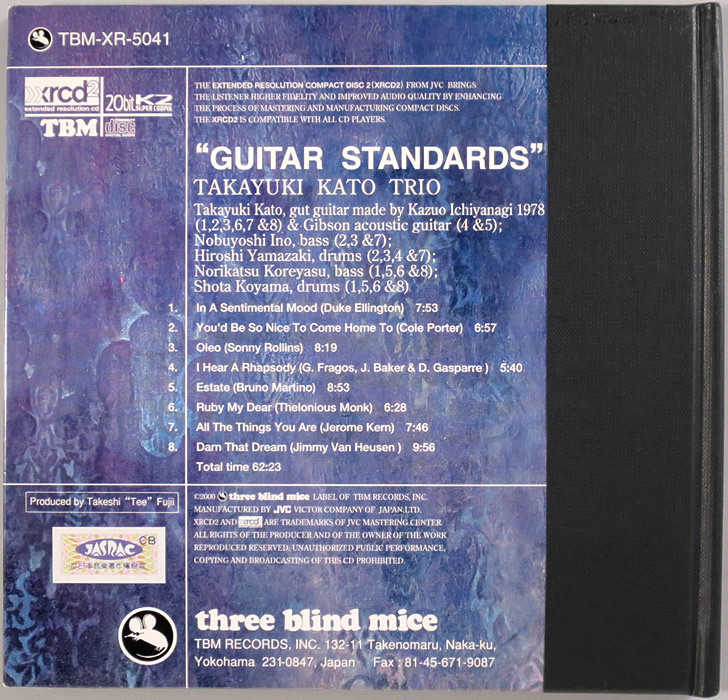 TBM-XR-5041
xrcd2
extended resolution cd
20bit K2
SUPER CODING
TBM
disc
DIGITAL AUDIO
THE EXTENDED RESOLUTION COMPACT DISC 2 (XRCD2) FROM JVC BRINGS
THE LISTENER HIGHER FIDELITY AND IMPROVED AUDIO QUALITY BY ENHANCING
THE PROCESS OF MASTERING AND MANUFACTURING COMPACT DISCS.
THE XRCD2 IS COMPATIBLE WITH ALL CD PLAYERS.
“GUITAR STANDARDS”
TAKAYUKI KATO TRIO
Takayuki Kato, gut guitar made by Kazuo Ichiyanagi 1978
(1,2,3,6,7 &8) & Gibson acoustic guitar (4 &5);
Nobuyoshi Ino, bass (2,3 &7);
Hiroshi Yamazaki, drums (2,3,4 &7);
Norikatsu Koreyasu, bass (1,5,6 &8);
Shota Koyama, drums (1,5,6 &8)
1. In A Sentimental Mood (Duke Ellington) 7:53
2. You'd Be So Nice To Come Home To (Cole Porter) 6:57
3. Oleo (Sonny Rollins) 8:19
4. I Hear A Rhapsody (G. Fragos, J. Baker & D. Gasparre ) 5:40
5. Estate (Bruno Martino) 8:53
6. Ruby My Dear (Thelonious Monk) 6:28
7. All The Things You Are (Jerome Kern) 7:46
8. Darn That Dream (Jimmy Van Heusen ) 9:56
Total time 62:23
Produced by Takeshi “Tee” Fujii
©2000 three blind mice LABEL OF TBM RECORDS, INC.
MANUFACTURED BY JVC VICTOR COMPANY OF JAPAN, LTD.
XRCD2 AND xrcd ARE TRADEMARKS OF JVC MASTERING CENTER.
ALL RIGHTS OF THE PRODUCER AND OF THE OWNER OF THE WORK
REPRODUCED RESERVED. UNAUTHORIZED PUBLIC PERFORMANCE,
COPYING AND BROADCASTING OF THIS CD PROHIBITED.
CB
JASRAC
three blind mice
TBM RECORDS, INC. 132-11 Takenomaru, Naka-ku,
Yokohama 231-0847, Japan Fax : 81-45-671-9087